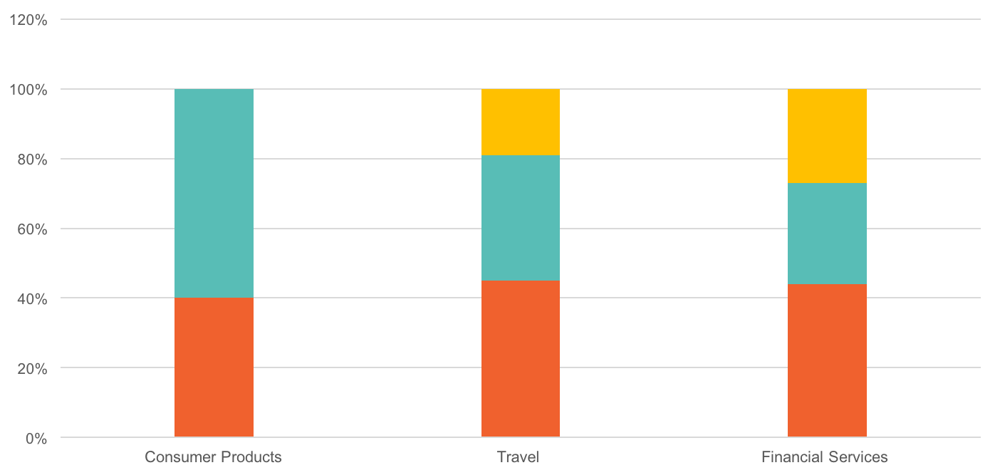 120%
100%
80%
60%
40%
20%
0%
Consumer Products
Travel
Financial Services